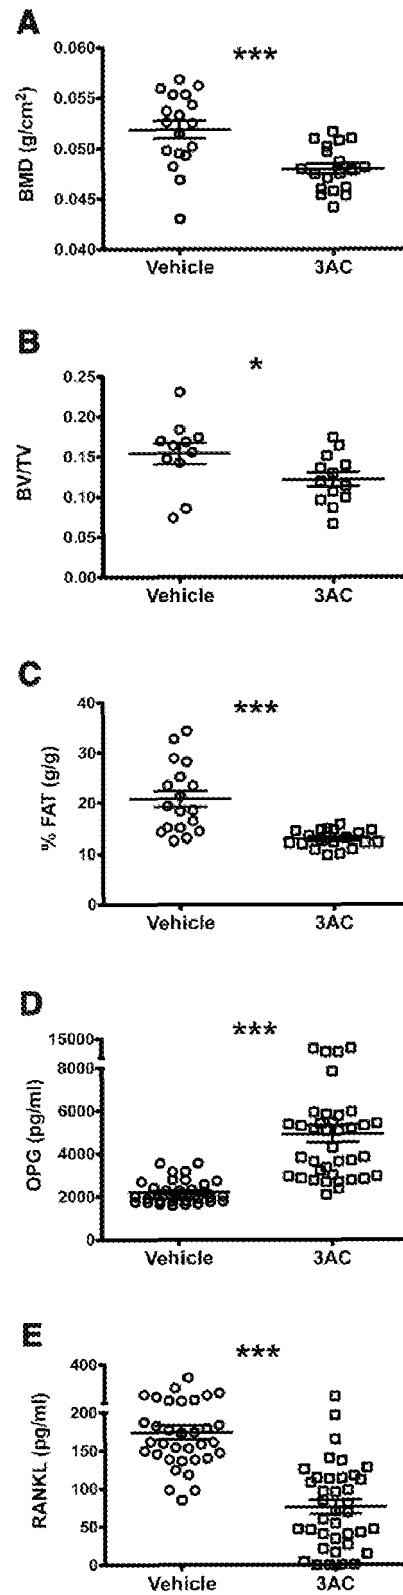 A
***
0.060
0.055
0.050
0.045
0.040
BMD (g/cm²)
Vehicle 3AC
B
*
0.25
0.20
0.15
0.10
0.05
0.00
BV/TV
Vehicle 3AC
C
***
40
30
20
10
0
% FAT (g/g)
Vehicle 3AC
D
***
15000
8000
6000
4000
2000
0
OPG (pg/ml)
Vehicle 3AC
E
***
400
200
150
100
50
0
RANKL (pg/ml)
Vehicle 3AC